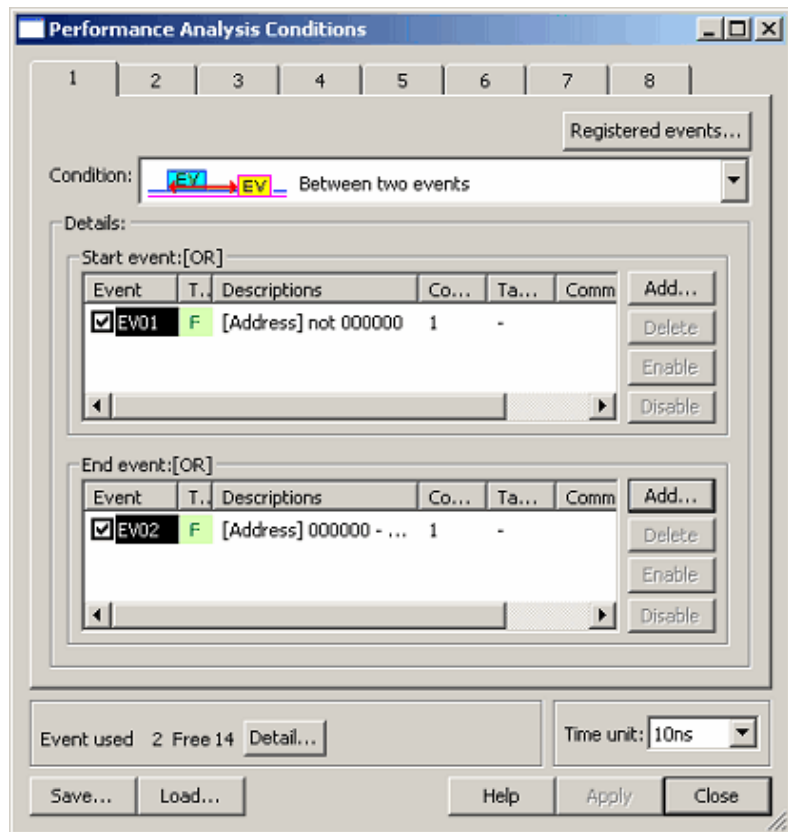 Performance Analysis Conditions
1 2 3 4 5 6 7 8
Registered events...
Condition: EV EV Between two events
Details:
Start event:[OR]
Event T.. Descriptions Co... Ta... Comm Add...
EV01 F [Address] not 000000 1 -
Delete
Enable
Disable
End event:[OR]
Event T.. Descriptions Co... Ta... Comm Add...
EV02 F [Address] 000000 - ... 1 -
Delete
Enable
Disable
Event used 2 Free 14 Detail... Time unit: 10ns
Save... Load... Help Apply Close